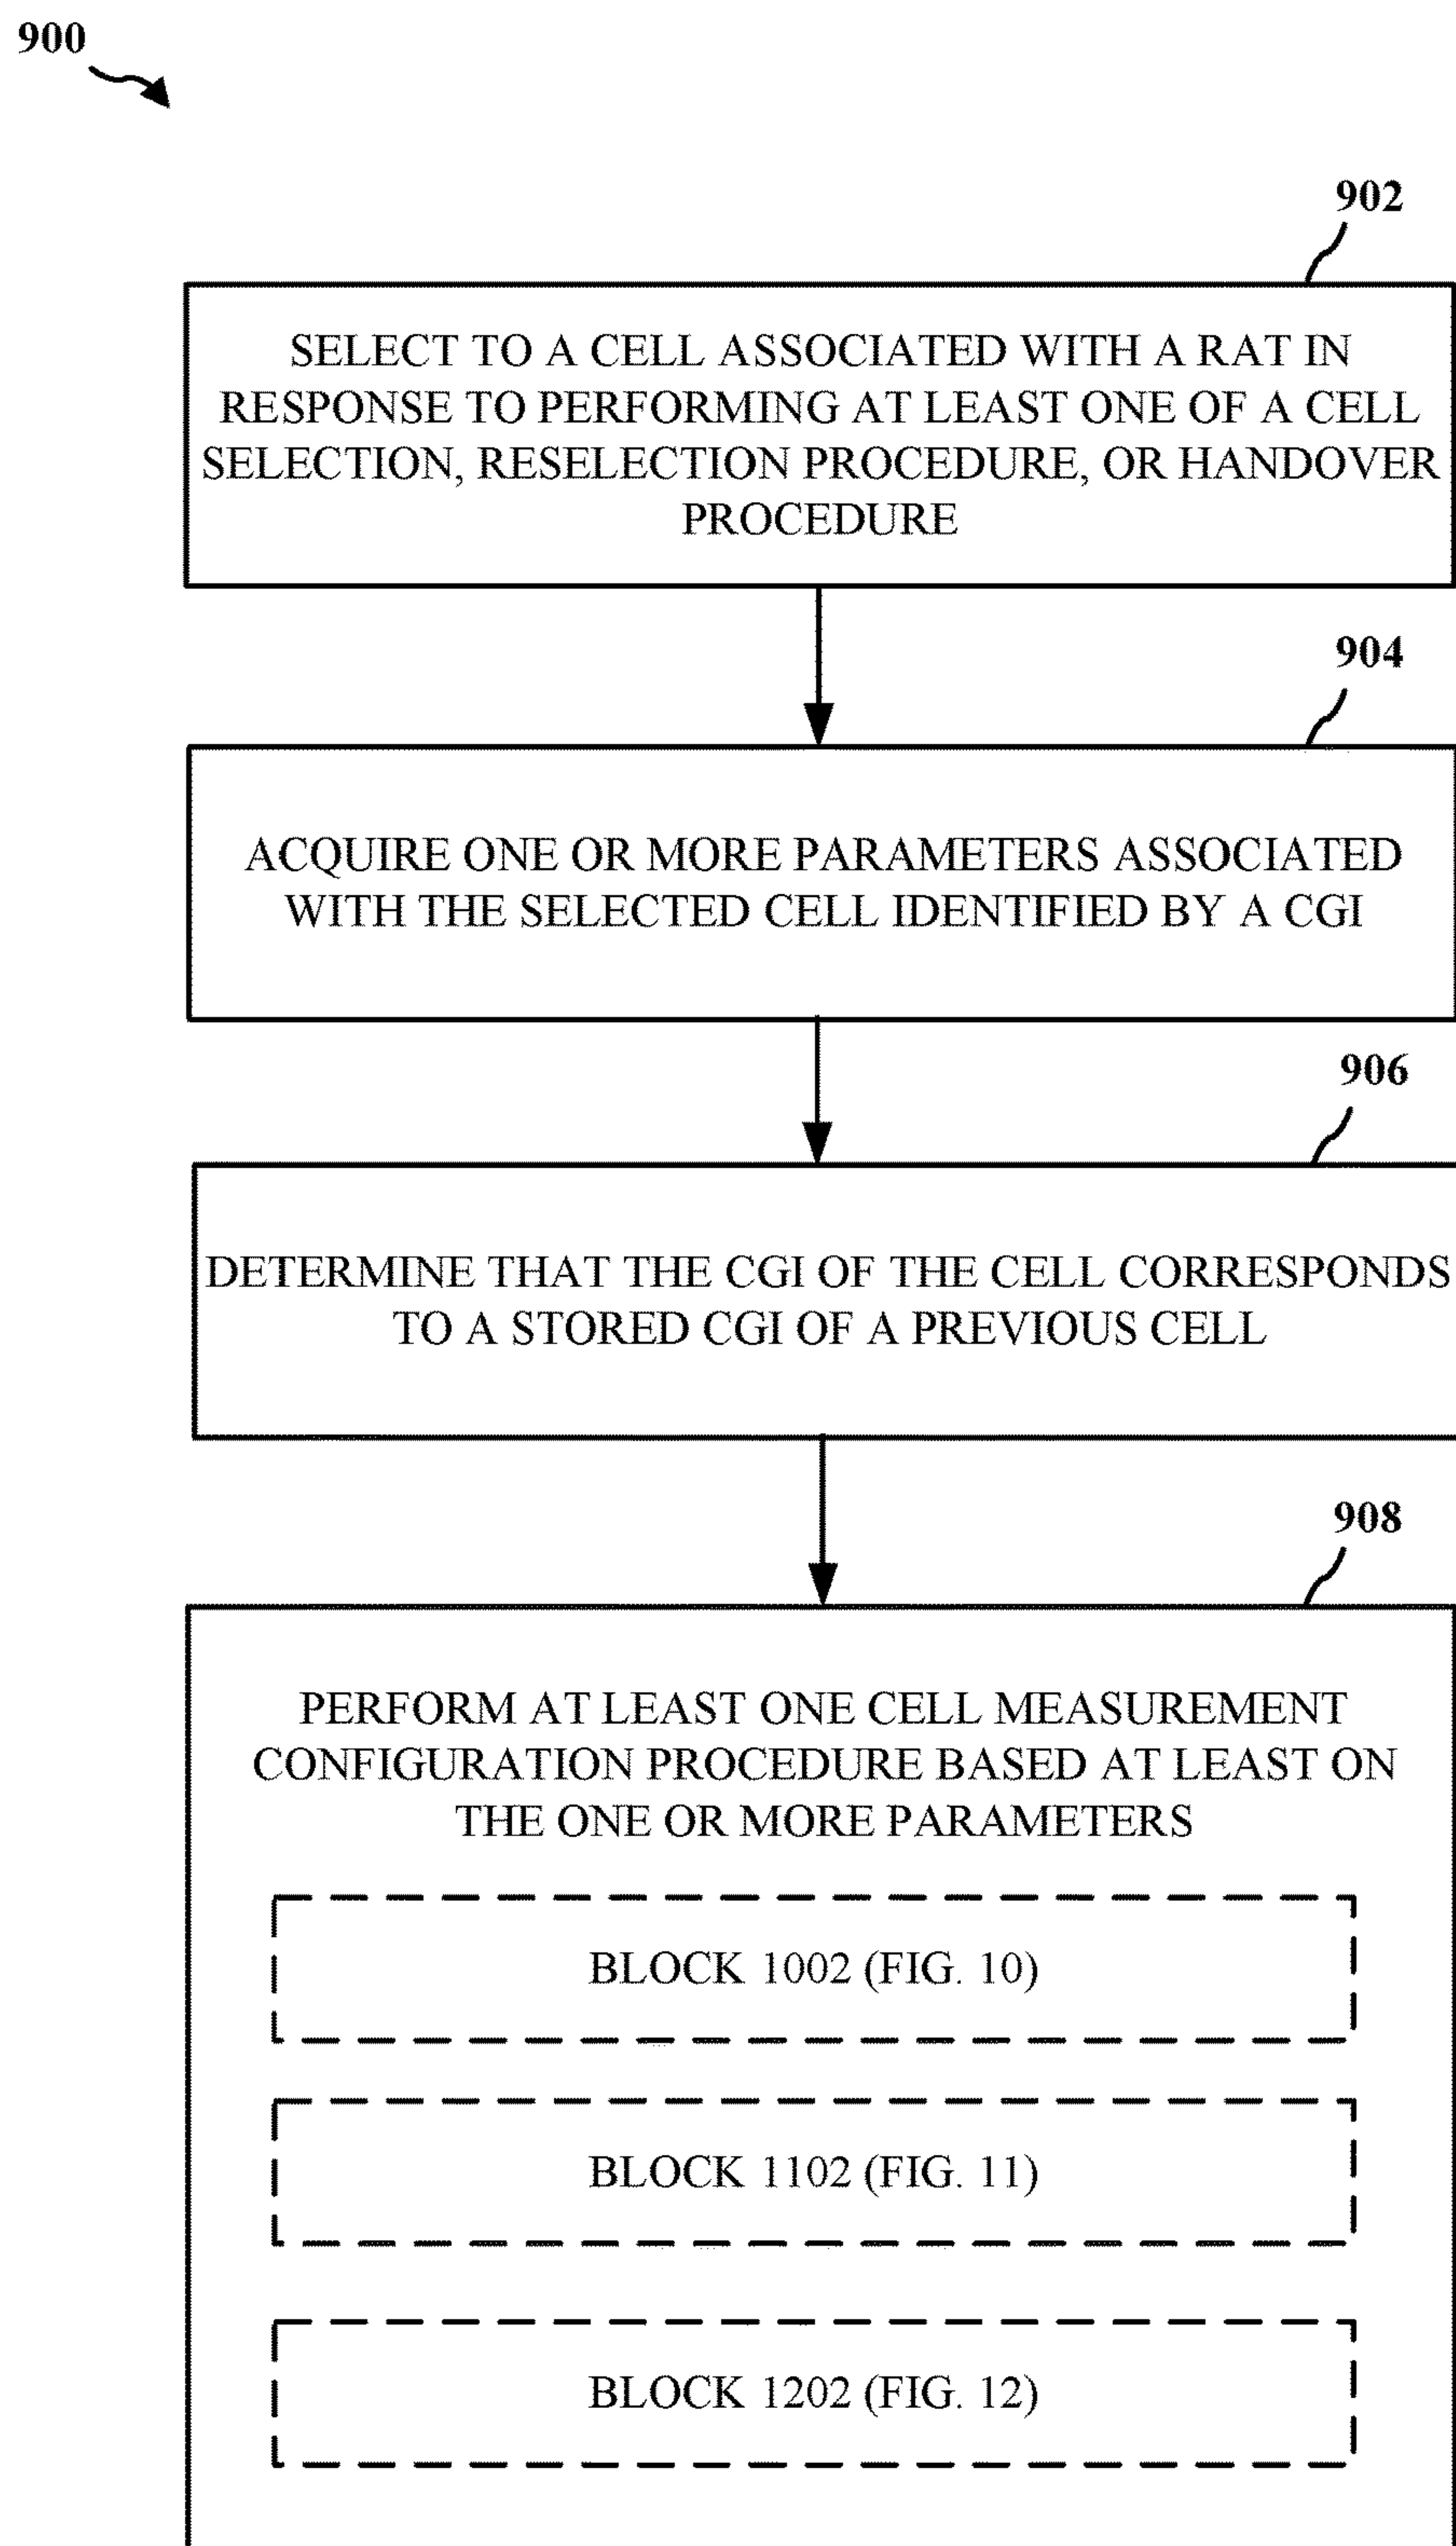 900
902
SELECT TO A CELL ASSOCIATED WITH A RAT IN
RESPONSE TO PERFORMING AT LEAST ONE OF A CELL
SELECTION, RESELECTION PROCEDURE, OR HANDOVER
PROCEDURE
904
ACQUIRE ONE OR MORE PARAMETERS ASSOCIATED
WITH THE SELECTED CELL IDENTIFIED BY A CGI
906
DETERMINE THAT THE CGI OF THE CELL CORRESPONDS
TO A STORED CGI OF A PREVIOUS CELL
908
PERFORM AT LEAST ONE CELL MEASUREMENT
CONFIGURATION PROCEDURE BASED AT LEAST ON
THE ONE OR MORE PARAMETERS
BLOCK 1002 (FIG. 10)
BLOCK 1102 (FIG. 11)
BLOCK 1202 (FIG. 12)